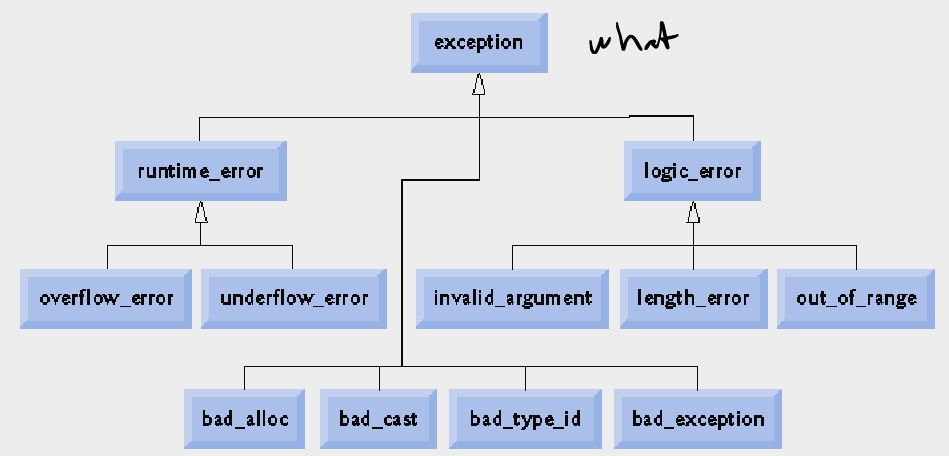 exception what
runtime_error logic_error
overflow_error underflow_error invalid_argument length_error out_of_range
bad_alloc bad_cast bad_type_id bad_exception